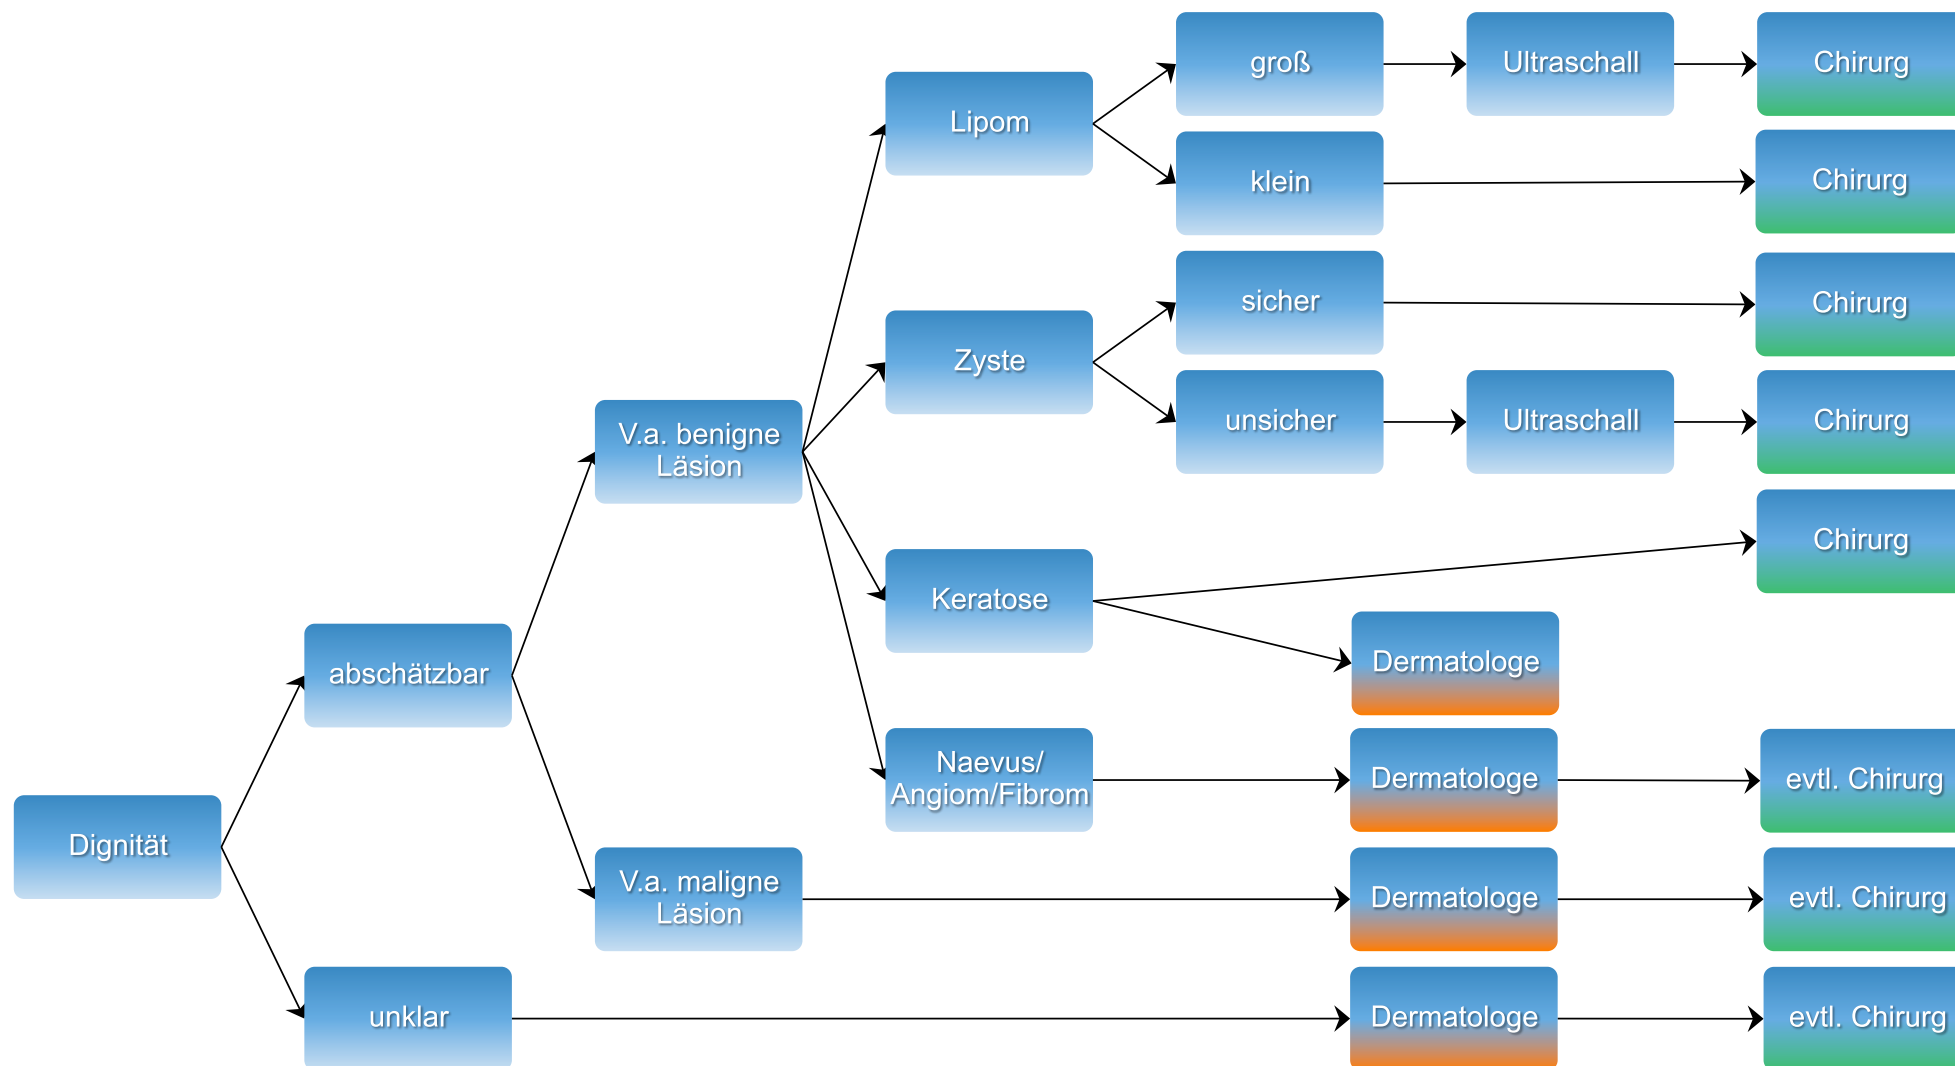 groß
Ultraschall
Chirurg
Lipom
klein
Chirurg
sicher
Chirurg
Zyste
unsicher
Ultraschall
Chirurg
V.a. benigne
Läsion
Chirurg
Keratose
abschätzbar
Dermatologe
Naevus/
Angiom/Fibrom
Dermatologe
evtl. Chirurg
Dignität
V.a. maligne
Läsion
Dermatologe
evtl. Chirurg
unklar
Dermatologe
evtl. Chirurg